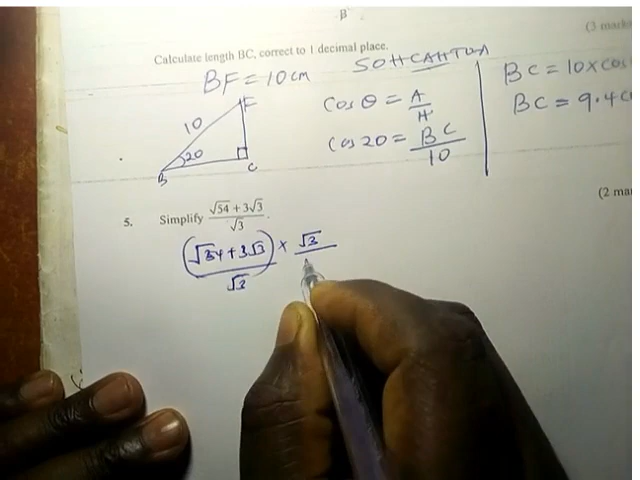 B
(3 marks
Calculate length BC, correct to 1 decimal place.
SOHCAHTOA
BF = 10cm
BC = 10 x cos
F
Cos θ = A/H
BC = 9.4c
10
20
Cos 20 = BC/10
B
C
(2 ma
5. Simplify (√54 + 3√3)/√3.
(√54 + 3√3)/√3 × √3